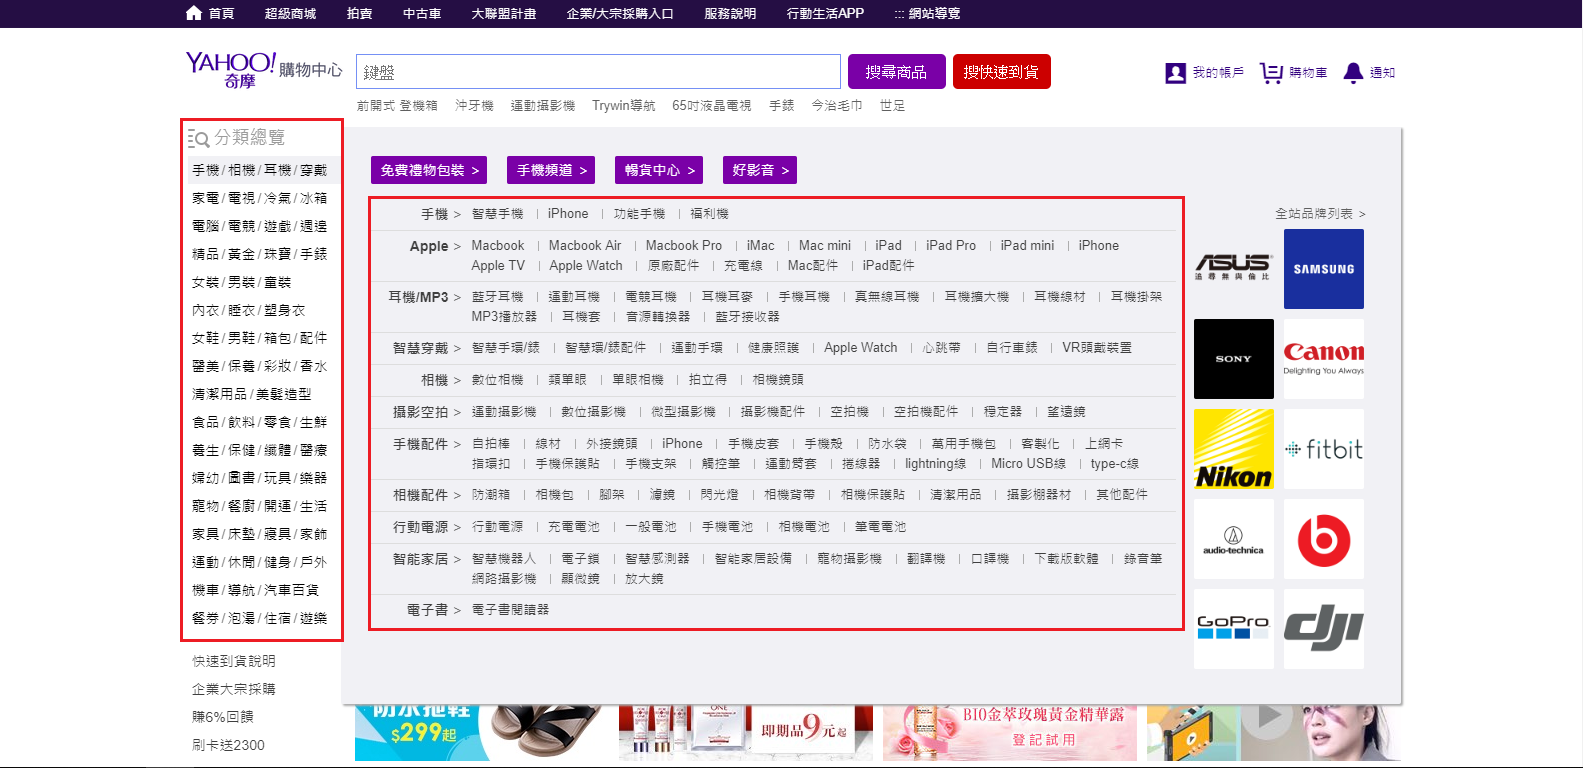 首頁 超級商城 拍賣 中古車 大聯盟計畫 企業/大宗採購入口 服務說明 行動生活APP ::: 網站導覽
YAHOO! 奇摩 購物中心
鍵盤 搜尋商品 搜快速到貨 我的帳戶 購物車 通知
前開式 登機箱 沖牙機 運動攝影機 Trywin導航 65吋液晶電視 手錶 今治毛巾 世足
分類總覽
手機/相機/耳機/穿戴
家電/電視/冷氣/冰箱
電腦/電競/遊戲/週邊
精品/黃金/珠寶/手錶
女裝/男裝/童裝
內衣/睡衣/塑身衣
女鞋/男鞋/箱包/配件
醫美/保養/彩妝/香水
清潔用品/美髮造型
食品/飲料/零食/生鮮
養生/保健/纖體/醫療
婦幼/圖書/玩具/樂器
寵物/餐廚/開運/生活
家具/床墊/寢具/家飾
運動/休閒/健身/戶外
機車/導航/汽車百貨
餐券/泡湯/住宿/遊樂
快速到貨說明
企業大宗採購
賺6%回饋
刷卡送2300
免費禮物包裝 > 手機頻道 > 暢貨中心 > 好影音 >
手機 > 智慧手機 | iPhone | 功能手機 | 福利機
Apple > Macbook | Macbook Air | Macbook Pro | iMac | Mac mini | iPad | iPad Pro | iPad mini | iPhone
Apple TV | Apple Watch | 原廠配件 | 充電線 | Mac配件 | iPad配件
耳機/MP3 > 藍牙耳機 | 運動耳機 | 電競耳機 | 耳機耳麥 | 手機耳機 | 真無線耳機 | 耳機擴大機 | 耳機線材 | 耳機掛架
MP3播放器 | 耳機套 | 音源轉換器 | 藍牙接收器
智慧穿戴 > 智慧手環/錶 | 智慧環/錶配件 | 運動手環 | 健康照護 | Apple Watch | 心跳帶 | 自行車錶 | VR頭戴裝置
相機 > 數位相機 | 類單眼 | 單眼相機 | 拍立得 | 相機鏡頭
攝影空拍 > 運動攝影機 | 數位攝影機 | 微型攝影機 | 攝影機配件 | 空拍機 | 空拍機配件 | 穩定器 | 望遠鏡
手機配件 > 自拍棒 | 線材 | 外接鏡頭 | iPhone | 手機皮套 | 手機殼 | 防水袋 | 萬用手機包 | 客製化 | 上網卡
指環扣 | 手機保護貼 | 手機支架 | 觸控筆 | 運動臂套 | 捲線器 | lightning線 | Micro USB線 | type-c線
相機配件 > 防潮箱 | 相機包 | 腳架 | 濾鏡 | 閃光燈 | 相機背帶 | 相機保護貼 | 清潔用品 | 攝影棚器材 | 其他配件
行動電源 > 行動電源 | 充電電池 | 一般電池 | 手機電池 | 相機電池 | 筆電電池
智能家居 > 智慧機器人 | 電子鎖 | 智慧感測器 | 智能家居設備 | 寵物攝影機 | 翻譯機 | 口譯機 | 下載版軟體 | 錄音筆
網路攝影機 | 顯微鏡 | 放大鏡
電子書 > 電子書閱讀器
全站品牌列表 >
ASUS 追尋無與倫比
SAMSUNG
SONY
Canon Delighting You Always
Nikon
fitbit
audio-technica
b
GoPro
dji
防水拖鞋
$299起
ONE
即期品9元起
BIO金萃玫瑰黃金精華露
登記試用